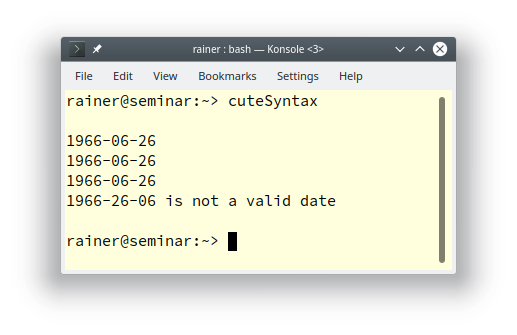 rainer : bash — Konsole <3>
File Edit View Bookmarks Settings Help
rainer@seminar:~> cuteSyntax
1966-06-26
1966-06-26
1966-06-26
1966-26-06 is not a valid date
rainer@seminar:~>